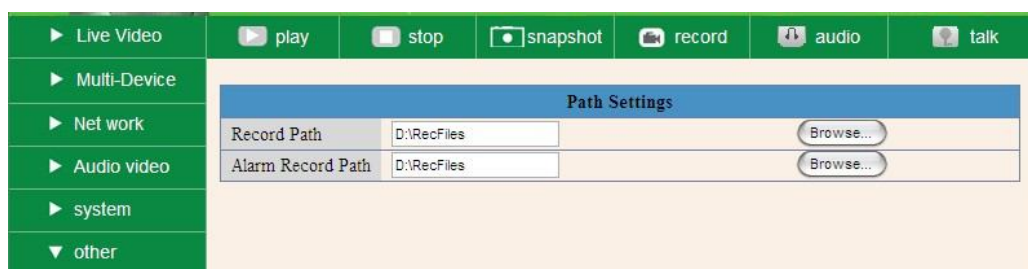 Live Video
play
stop
snapshot
record
audio
talk
Multi-Device
Net work
Audio video
system
other
Path Settings
Record Path
D:\RecFiles
Browse...
Alarm Record Path
D:\RecFiles
Browse...